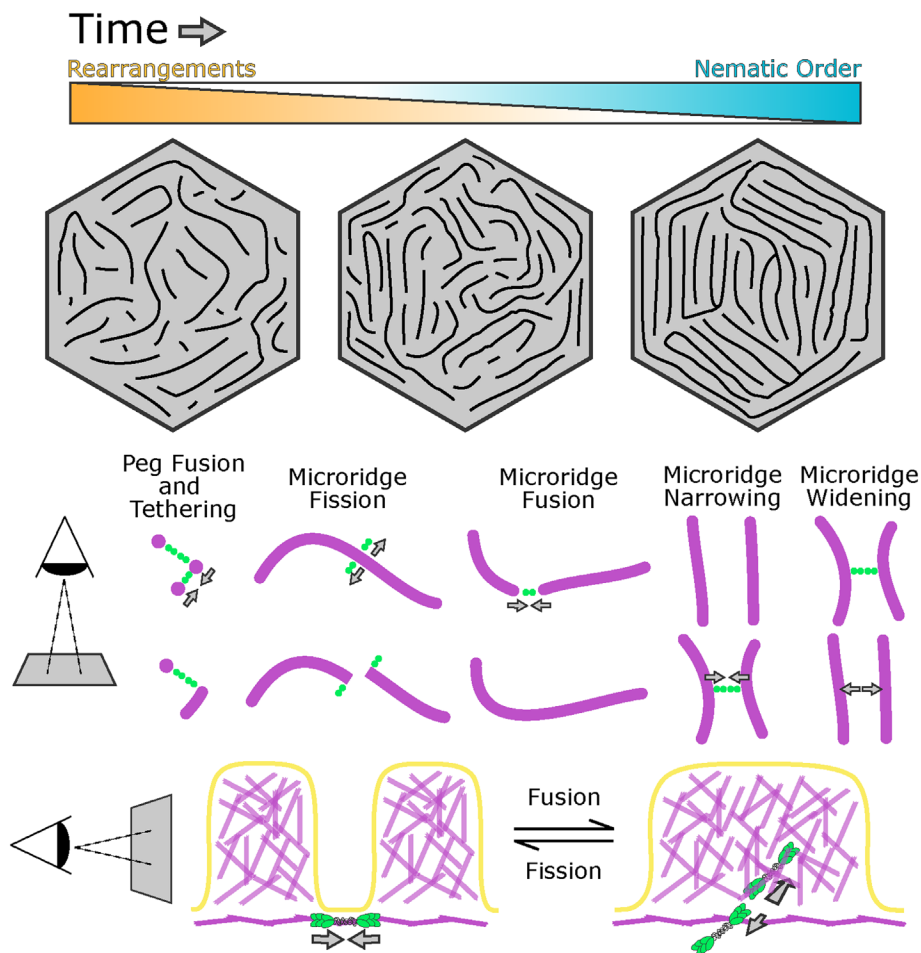 Time
Rearrangements
Nematic Order
Peg Fusion
and
Tethering
Microridge
Fission
Microridge
Fusion
Microridge
Narrowing
Microridge
Widening
Fusion
Fission